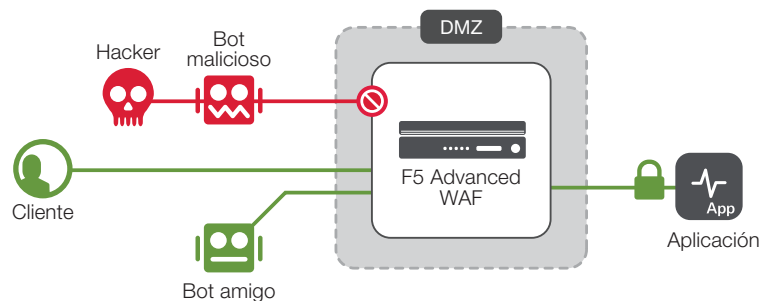 DMZ
Hacker
Bot
malicioso
F5 Advanced
WAF
Cliente
App
Aplicación
Bot amigo